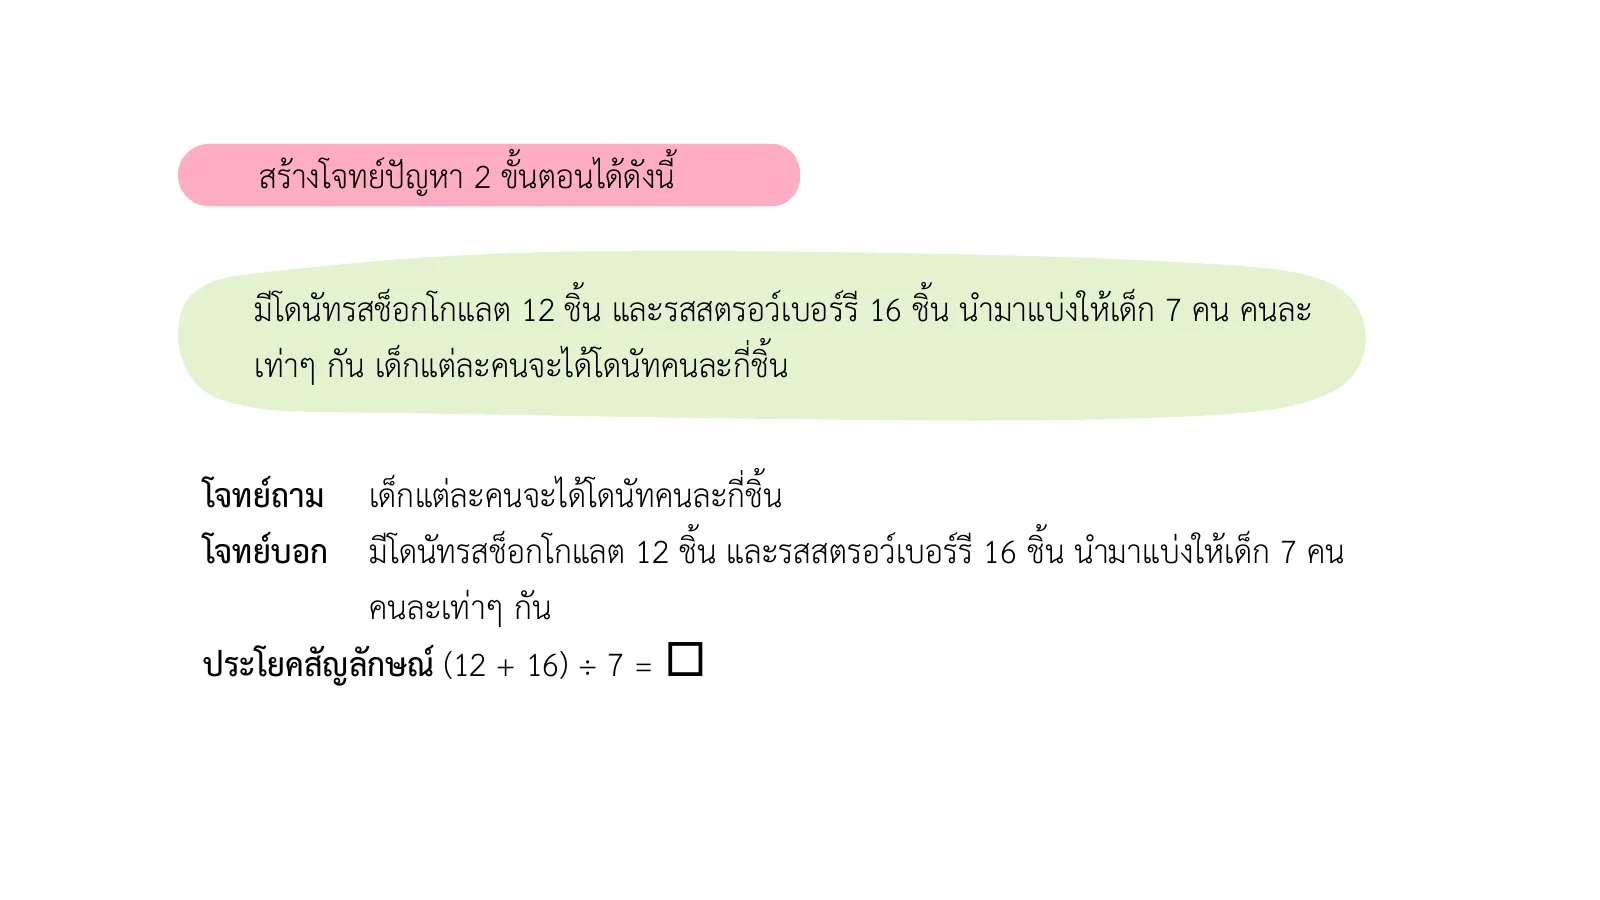 สร้างโจทย์ปัญหา 2 ขั้นตอนได้ดังนี้
มีโดนัทรสช็อกโกแลต 12 ชิ้น และรสสตรอว์เบอร์รี 16 ชิ้น นำมาแบ่งให้เด็ก 7 คน คนละ
เท่าๆ กัน เด็กแต่ละคนจะได้โดนัทคนละกี่ชิ้น
โจทย์ถาม เด็กแต่ละคนจะได้โดนัทคนละกี่ชิ้น
โจทย์บอก มีโดนัทรสช็อกโกแลต 12 ชิ้น และรสสตรอว์เบอร์รี 16 ชิ้น นำมาแบ่งให้เด็ก 7 คน
คนละเท่าๆ กัน
ประโยคสัญลักษณ์ (12 + 16) ÷ 7 = □